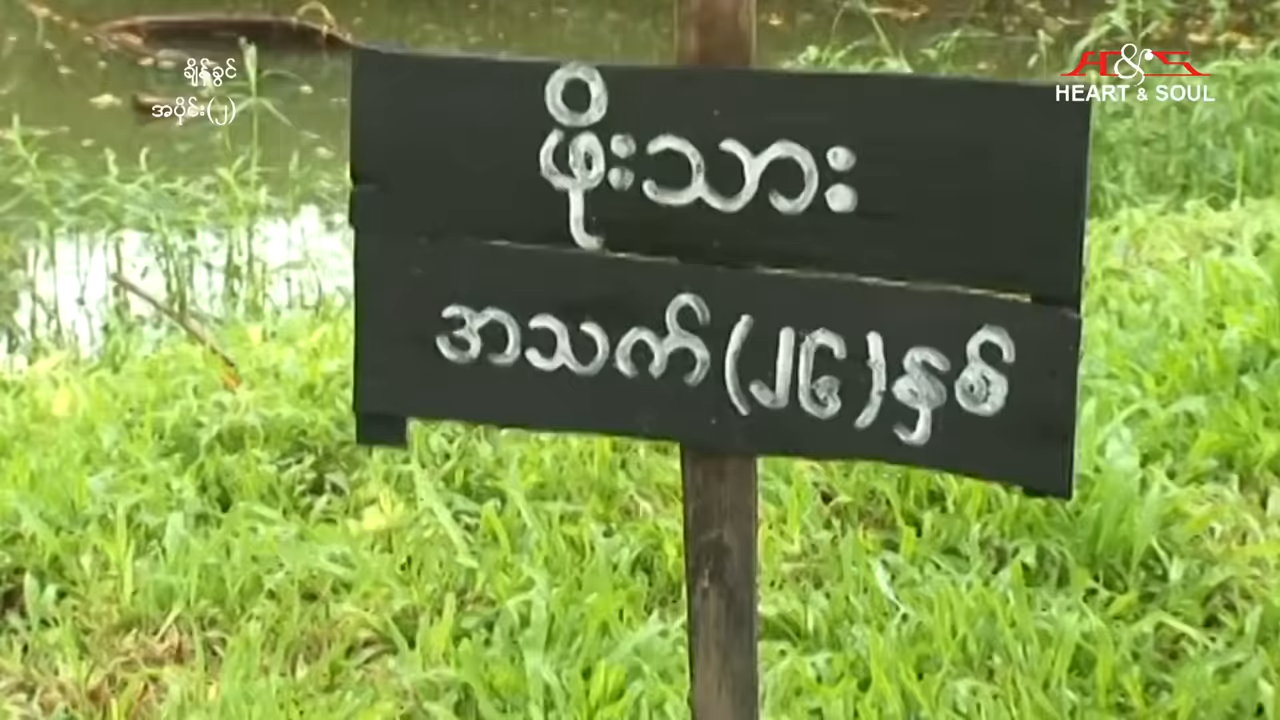 ချိန်ခွင်
အပိုင်း(၂)
H&S
HEART & SOUL
ဖိုးသား
အသက်(၂၆)နှစ်